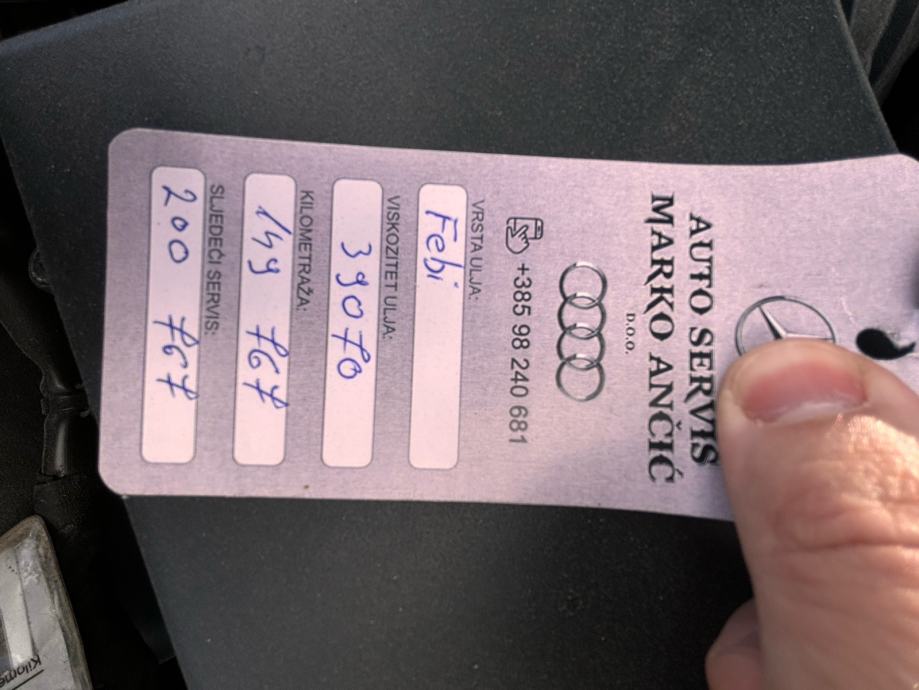 AUTO SERVIS
MARKO ANČIĆ
D.O.O.
+385 98 240 681
VRSTA ULJA:
Febi
VISKOZITET ULJA:
39070
KILOMETRAŽA:
149 767
SLJEDEĆI SERVIS:
200 767